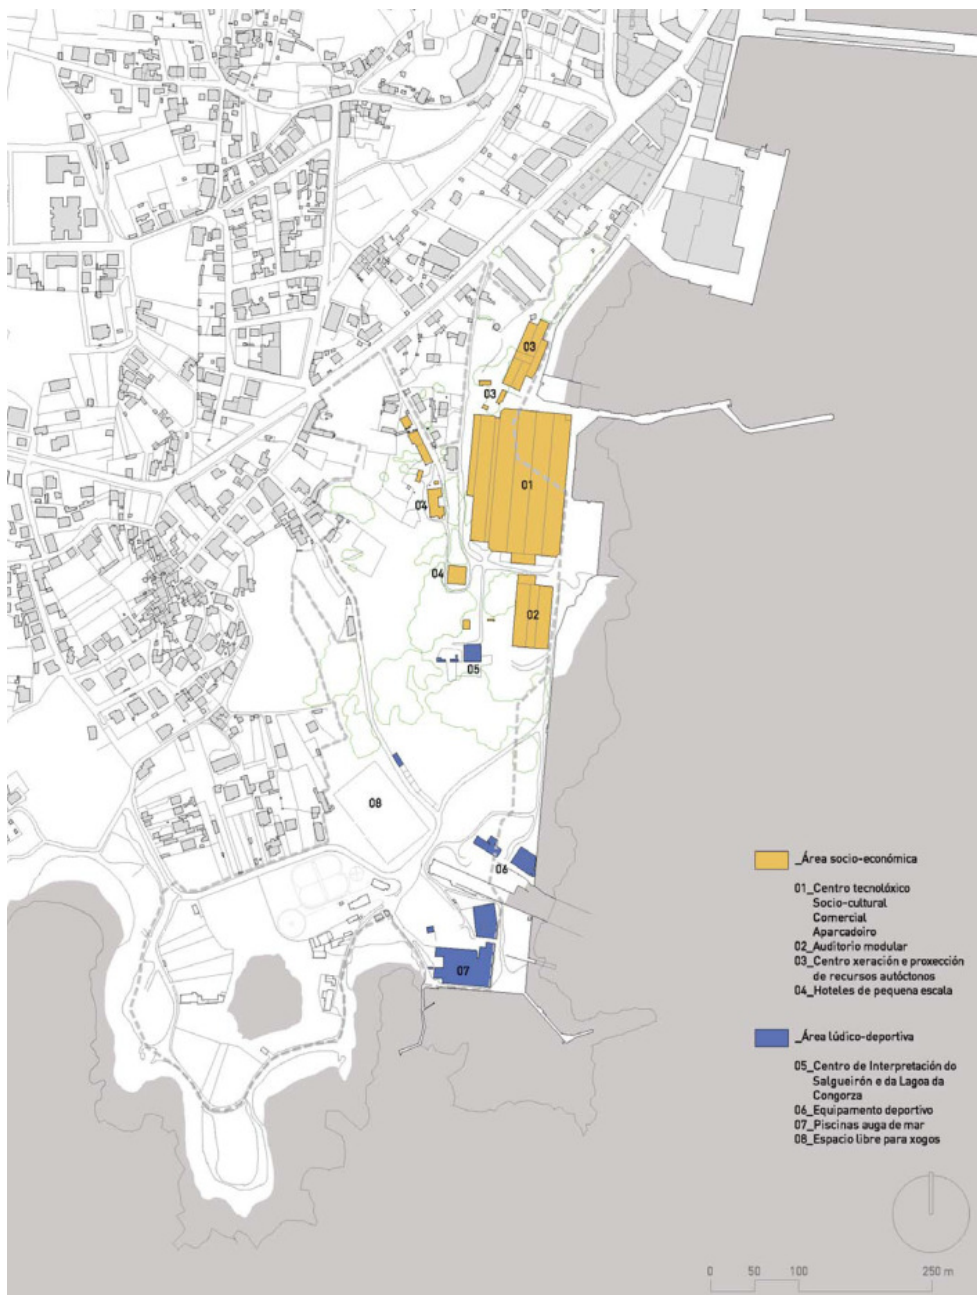 03
03
01
04
04
02
05
08
06
07
_Área socio-económica
01_Centro tecnolóxico
Socio-cultural
Comercial
Aparcadoiro
02_Auditorio modular
03_Centro xeración e proxección
de recursos autóctonos
04_Hoteles de pequena escala
_Área lúdico-deportiva
05_Centro de Interpretación do
Salgueirón e da Lagoa da
Congorza
06_Equipamento deportivo
07_Piscinas auga de mar
08_Espacio libre para xogos
0 50 100 250 m